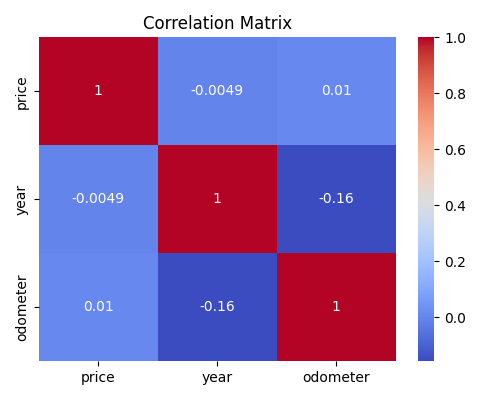 Correlation Matrix
price
1
-0.0049
0.01
year
-0.0049
1
-0.16
odometer
0.01
-0.16
1
price
year
odometer
1.0
0.8
0.6
0.4
0.2
0.0